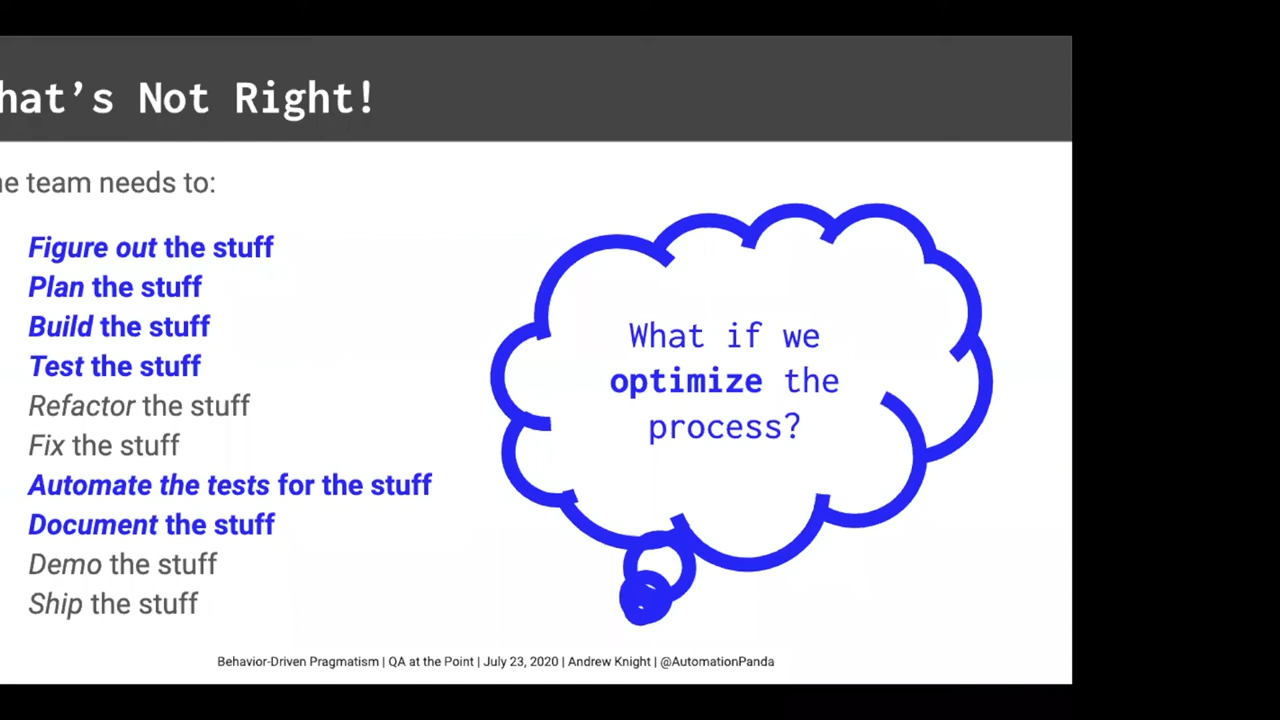 hat's Not Right!
e team needs to:
Figure out the stuff
Plan the stuff
Build the stuff
Test the stuff
Refactor the stuff
Fix the stuff
Automate the tests for the stuff
Document the stuff
Demo the stuff
Ship the stuff
What if we
optimize the
process?
Behavior-Driven Pragmatism | QA at the Point | July 23, 2020 | Andrew Knight | @AutomationPanda